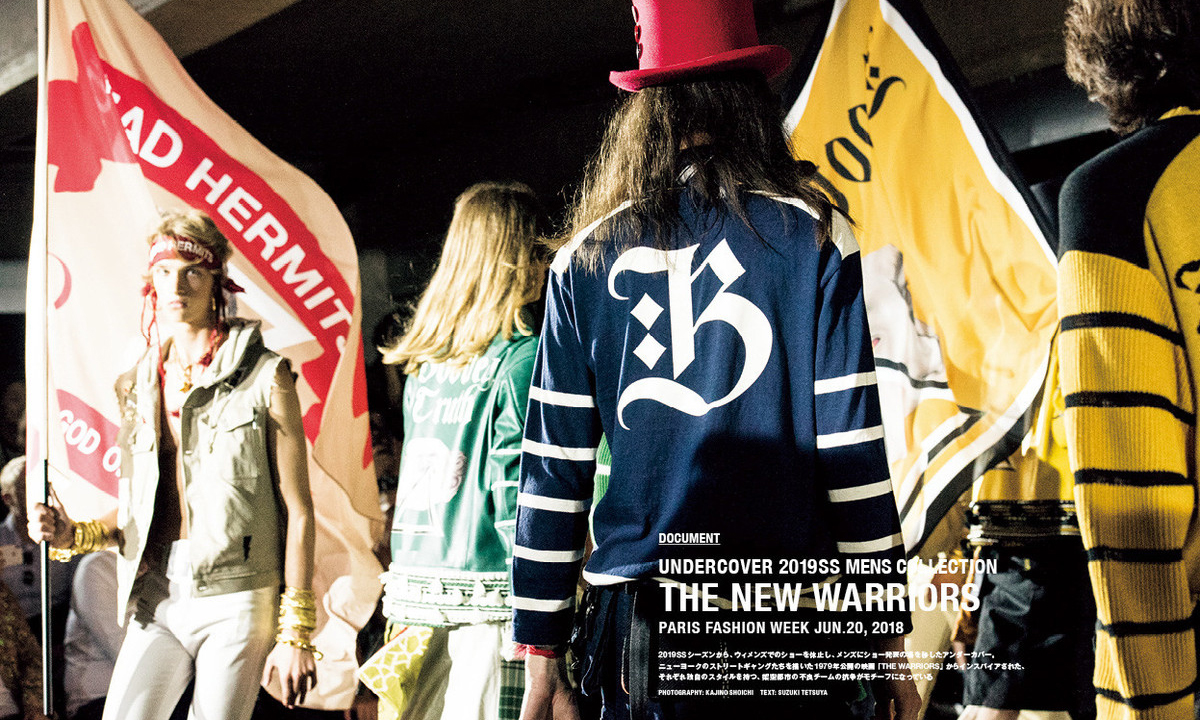 AD HERMITS
HERMIT
GOD O
Bloody
Truth
B
DOCUMENT
UNDERCOVER 2019SS MENS COLLECTION
THE NEW WARRIORS
PARIS FASHION WEEK JUN.20, 2018
2019SSシーズンから、ウィメンズでのショーを休止し、メンズにショー発表の場を移したアンダーカバー。
ニューヨークのストリートギャングたちを描いた1979年公開の映画「THE WARRIORS」からインスパイアされた、
それぞれ独自のスタイルを持つ、架空都市の不良チームの抗争がモチーフになっている
PHOTOGRAPHY: KAJINO SHOICHI TEXT: SUZUKI TETSUYA